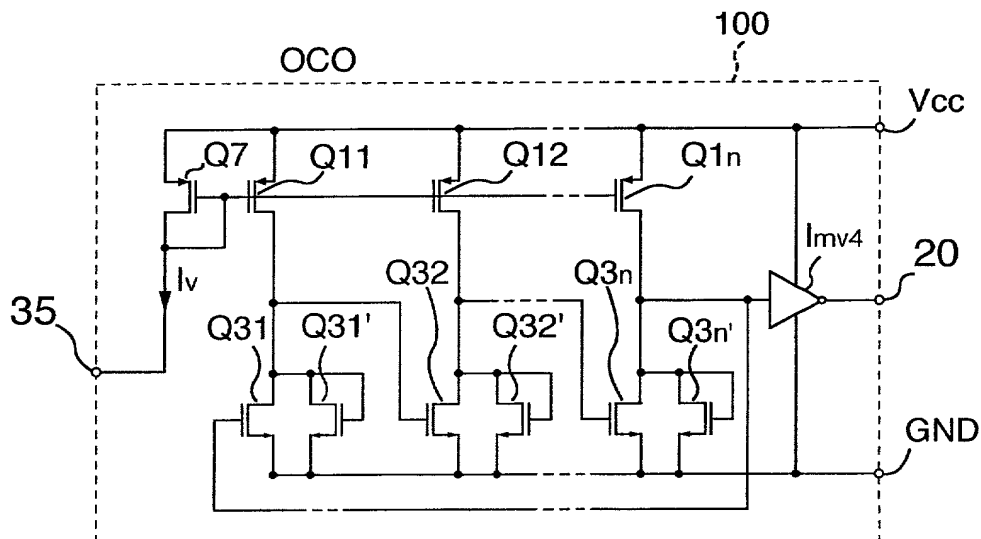 100
OCO
Vcc
Q7
Q11
Q12
Q1n
Imv4
Iv
20
Q32
Q3n
35
Q31
Q31'
Q32'
Q3n'
GND